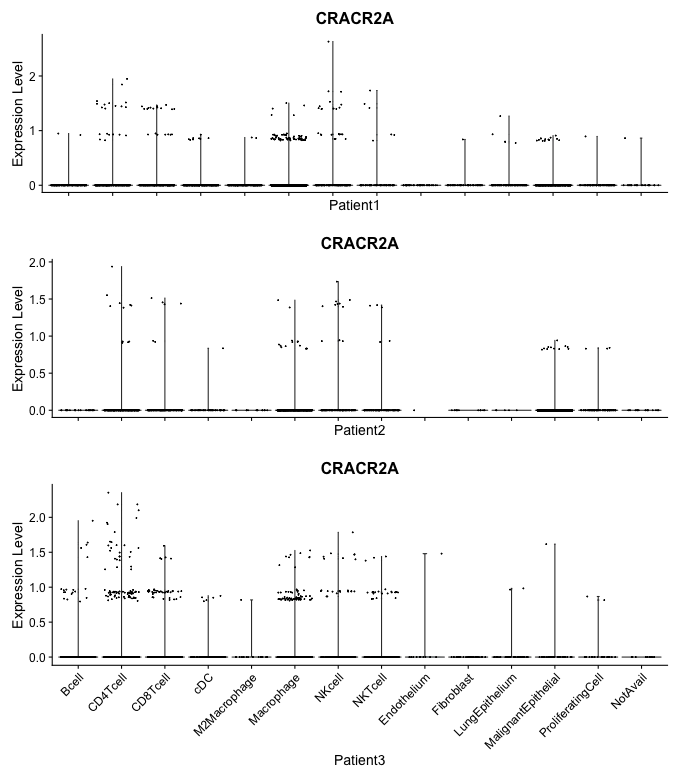 CRACR2A
Expression Level
2
1
0
Patient1
CRACR2A
Expression Level
2.0
1.5
1.0
0.5
0.0
Patient2
CRACR2A
Expression Level
2.0
1.5
1.0
0.5
0.0
Bcell
CD4Tcell
CD8Tcell
cDC
M2Macrophage
Macrophage
NKcell
NKTcell
Endothelium
Fibroblast
LungEpithelium
MalignantEpithelial
ProliferatingCell
NotAvail
Patient3